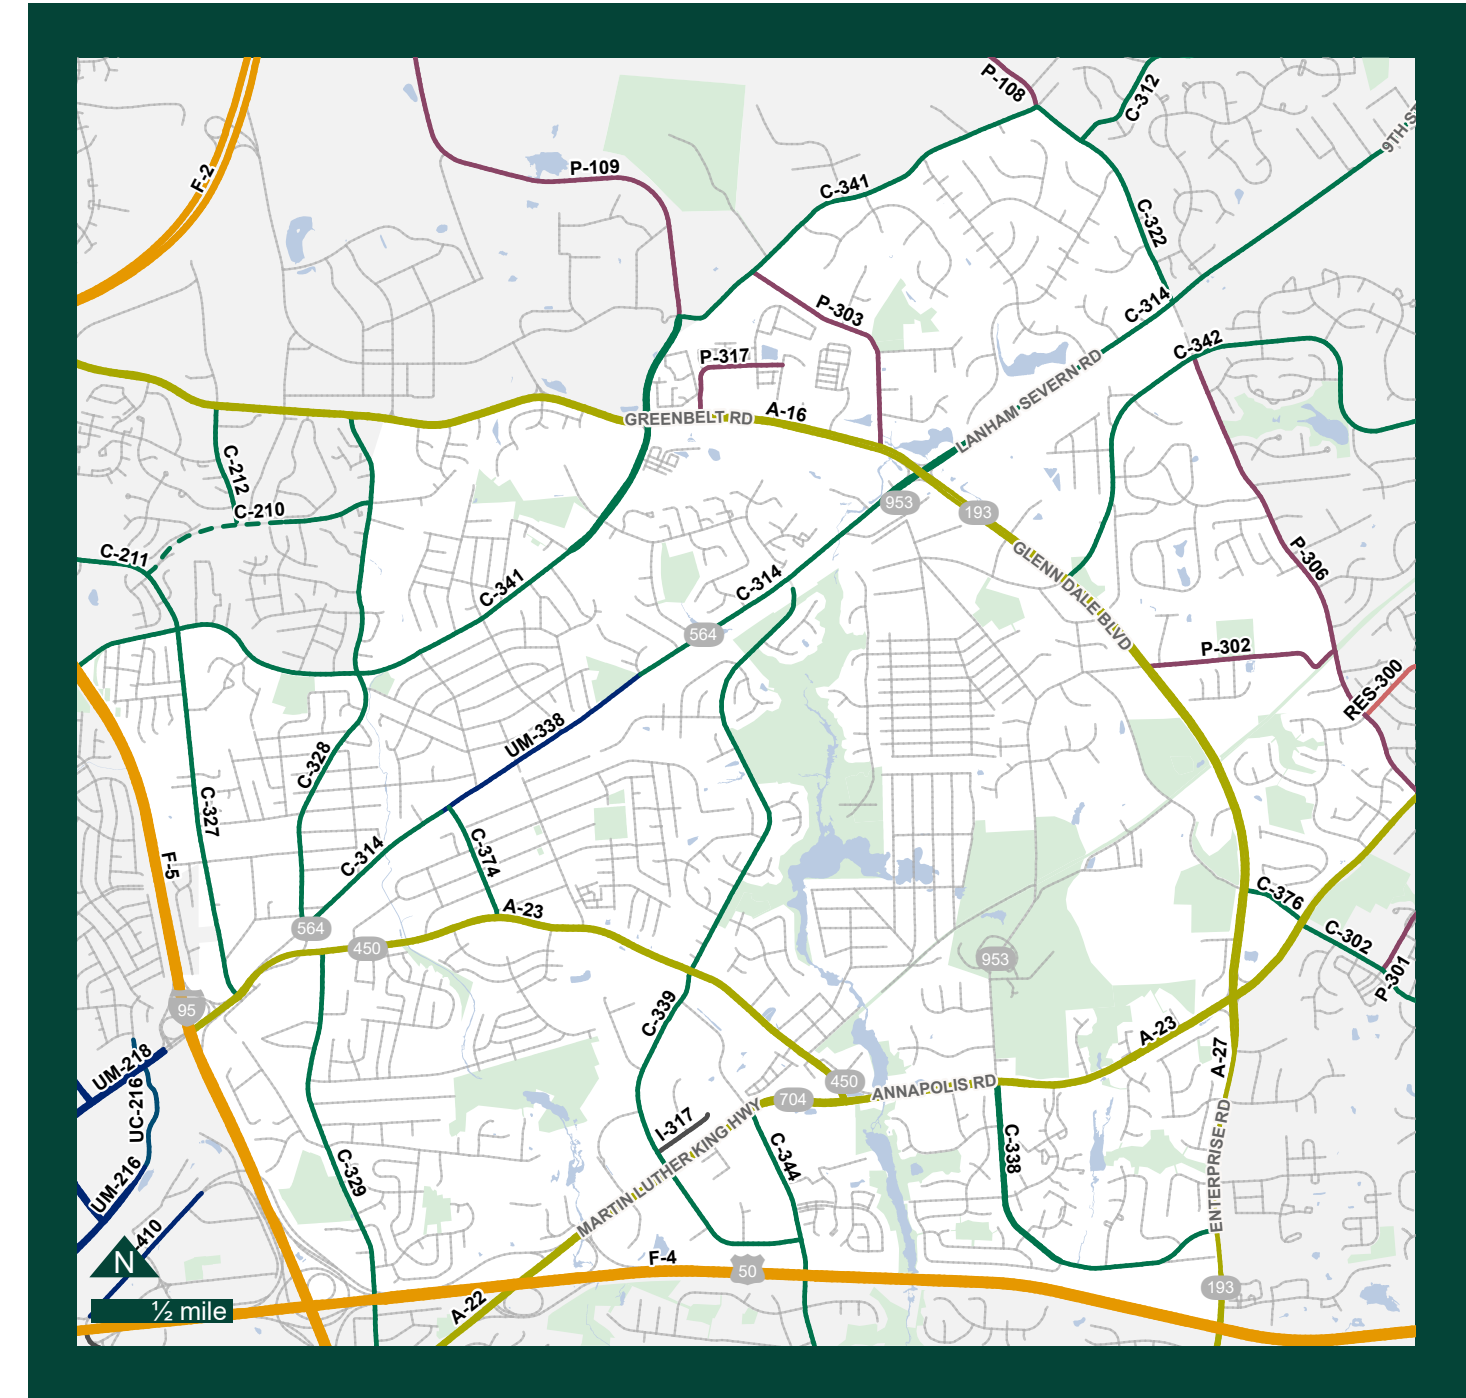 P-108
C-312
9TH ST
F-2
P-109
C-341
C-322
C-314
P-303
C-342
P-317
LANHAM SEVERN RD
GREENBELT RD
A-16
C-212
953
193
C-210
C-211
GLENN DALE BLVD
P-306
C-341
C-314
564
P-302
RES-300
UM-338
C-328
C-327
C-314
C-374
F-5
A-23
C-376
564
450
C-302
953
P-301
95
C-339
A-23
A-27
UM-218
450
ANNAPOLIS RD
704
UC-216
I-317
MARTIN LUTHER KING HWY
C-344
C-338
ENTERPRISE RD
UM-216
C-329
-410
N
F-4
50
193
A-22
½ mile